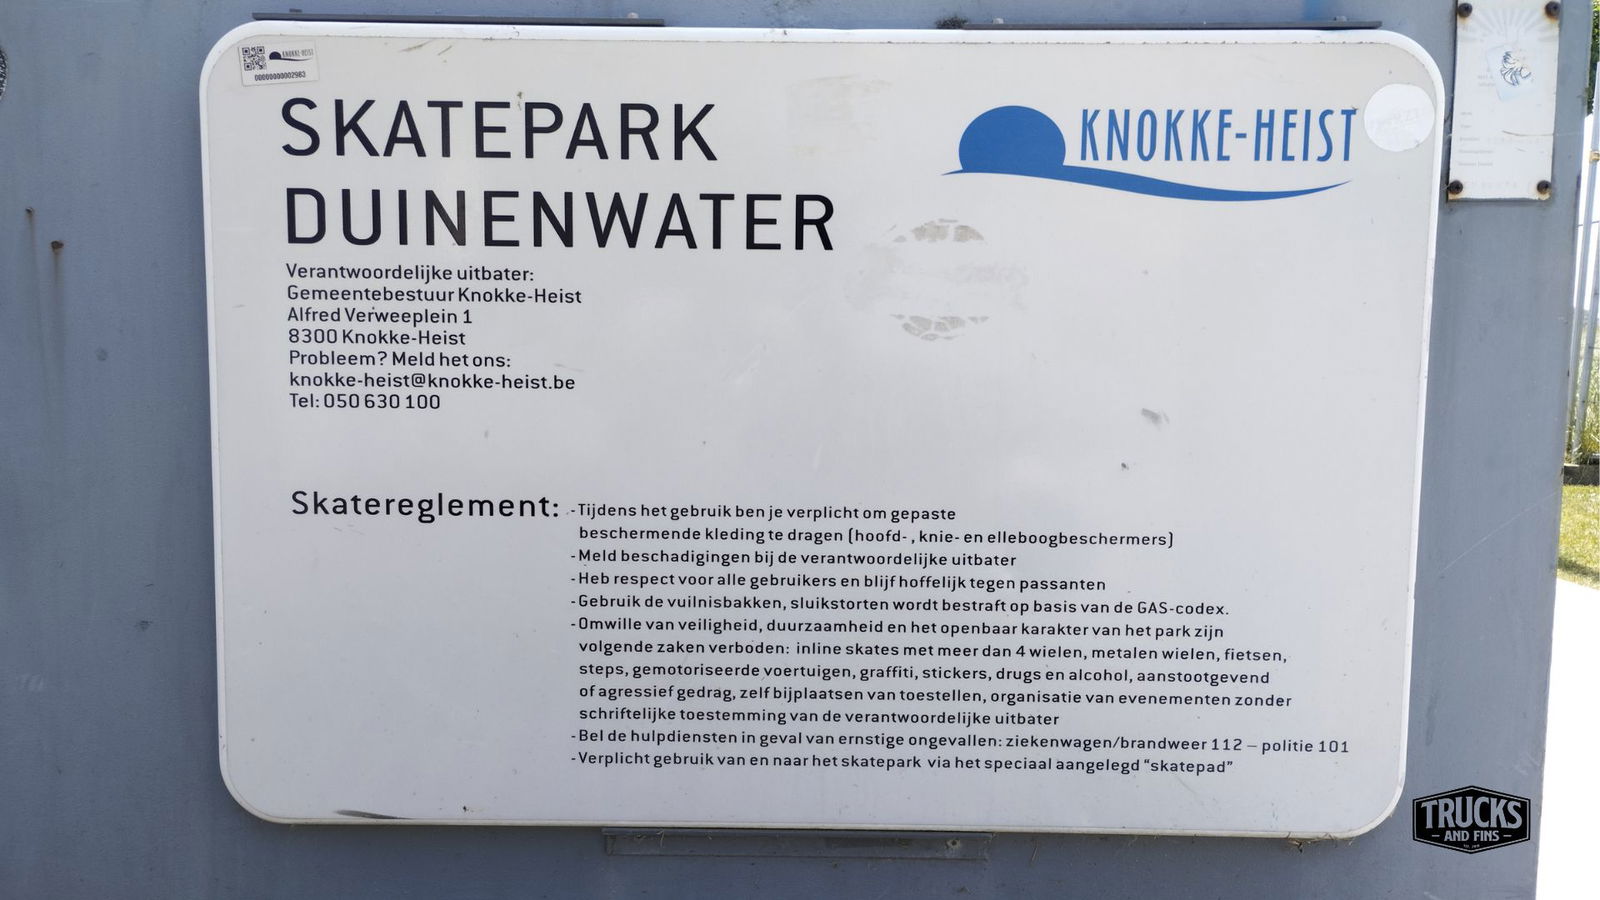 KNOKKE-HEIST
00000000002983
SKATEPARK
DUINENWATER
KNOKKE-HEIST
Verantwoordelijke uitbater:
Gemeentebestuur Knokke-Heist
Alfred Verweeplein 1
8300 Knokke-Heist
Probleem? Meld het ons:
knokke-heist@knokke-heist.be
Tel: 050 630 100
Skatereglement:
-Tijdens het gebruik ben je verplicht om gepaste
beschermende kleding te dragen (hoofd- , knie- en elleboogbeschermers)
-Meld beschadigingen bij de verantwoordelijke uitbater
-Heb respect voor alle gebruikers en blijf hoffelijk tegen passanten
-Gebruik de vuilnisbakken, sluikstorten wordt bestraft op basis van de GAS-codex.
-Omwille van veiligheid, duurzaamheid en het openbaar karakter van het park zijn
volgende zaken verboden: inline skates met meer dan 4 wielen, metalen wielen, fietsen,
steps, gemotoriseerde voertuigen, graffiti, stickers, drugs en alcohol, aanstootgevend
of agressief gedrag, zelf bijplaatsen van toestellen, organisatie van evenementen zonder
schriftelijke toestemming van de verantwoordelijke uitbater
-Bel de hulpdiensten in geval van ernstige ongevallen: ziekenwagen/brandweer 112 – politie 101
-Verplicht gebruik van en naar het skatepark via het speciaal aangelegd “skatepad”
TRUCKS
AND FINS